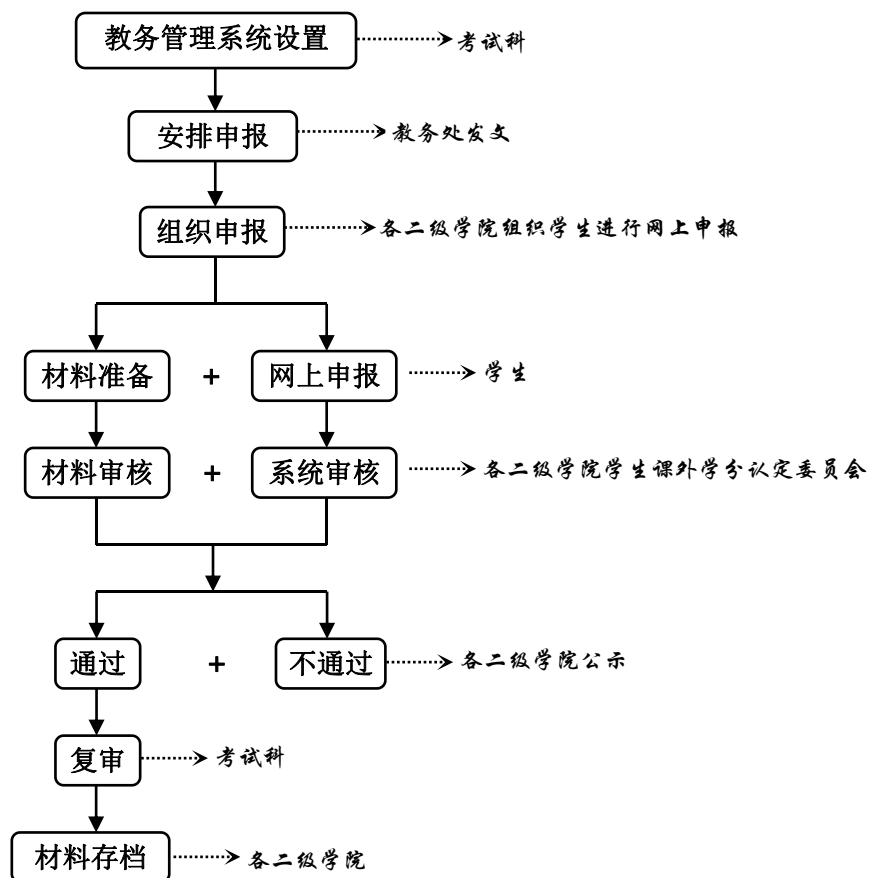 教务管理系统设置 考试科
安排申报 教务处发文
组织申报 各二级学院组织学生进行网上申报
材料准备 + 网上申报 学生
材料审核 + 系统审核 各二级学院学生课外学分认定委员会
通过 + 不通过 各二级学院公示
复审 考试科
材料存档 各二级学院